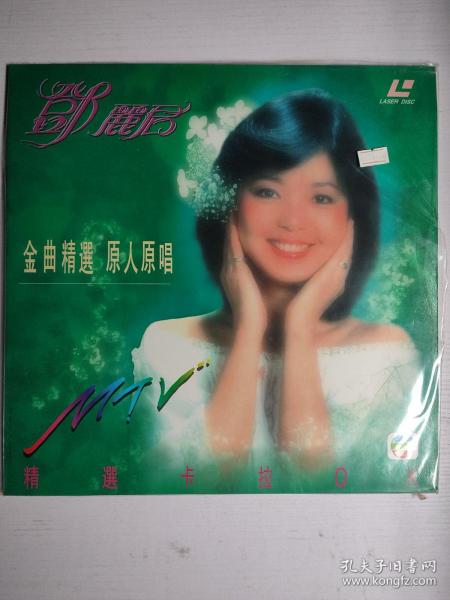 鄧麗君
LASER DISC
金曲精選 原人原唱
MTV
精選卡拉OK
孔夫子旧书网
www.kongfz.com